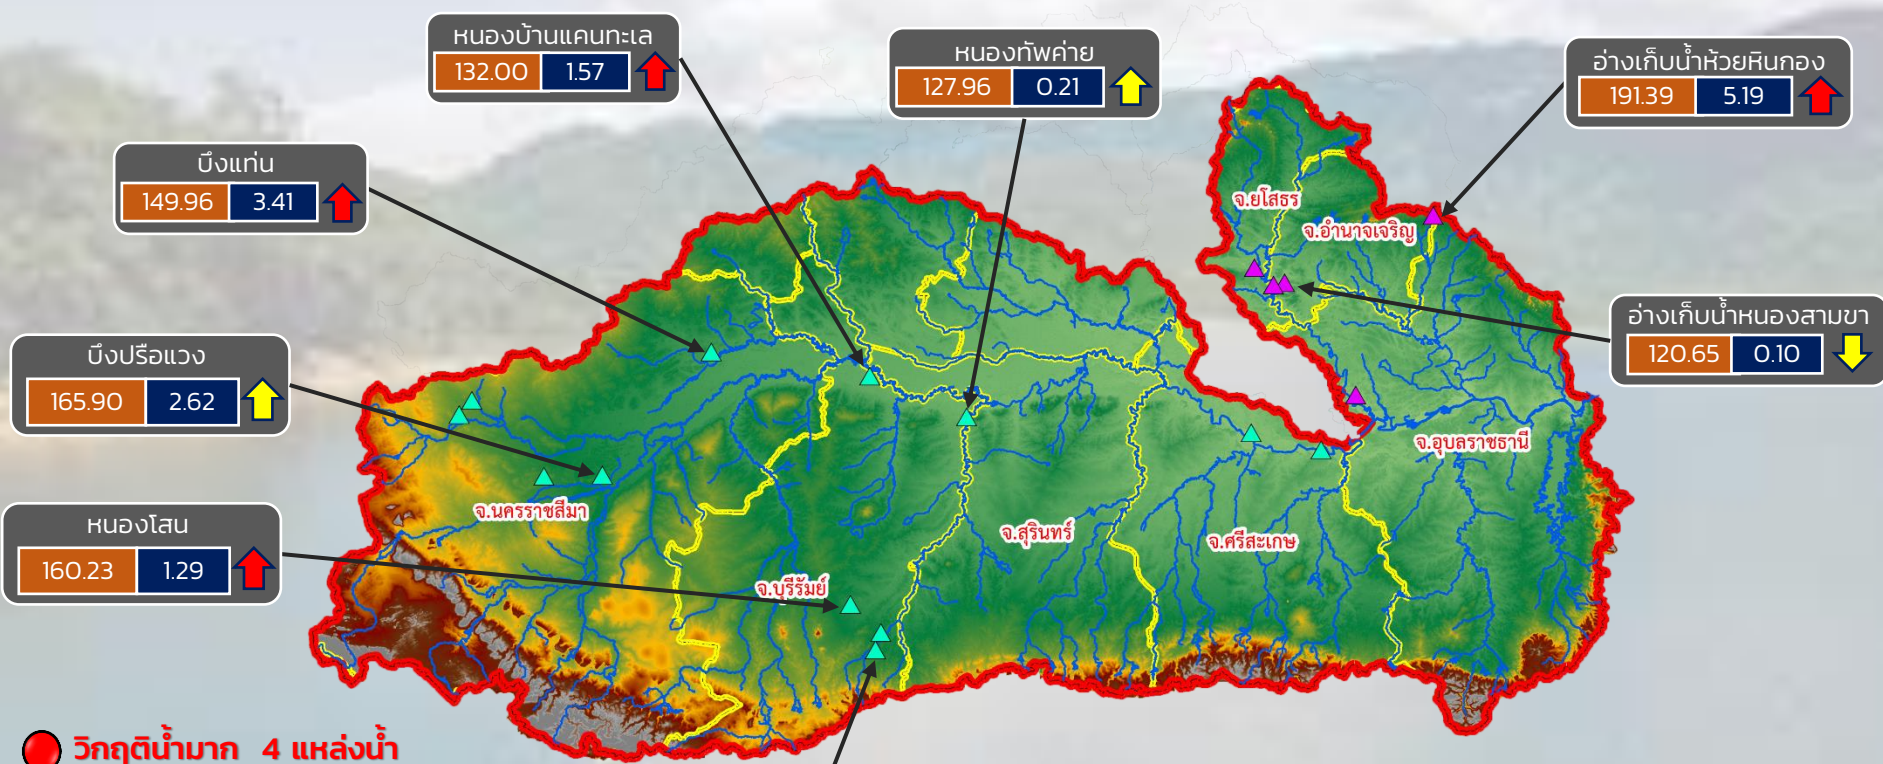 หนองบ้านแคนทะเล
132.00 1.57
หนองทัพค่าย
127.96 0.21
อ่างเก็บน้ำห้วยหินกอง
191.39 5.19
บึงแท่น
149.96 3.41
จ.ยโสธร
จ.อำนาจเจริญ
อ่างเก็บน้ำหนองสามขา
120.65 0.10
บึงปรือแวง
165.90 2.62
จ.อุบลราชธานี
จ.นครราชสีมา
หนองโสน
160.23 1.29
จ.สุรินทร์
จ.ศรีสะเกษ
จ.บุรีรัมย์
วิกฤติน้ำมาก 4 แหล่งน้ำ